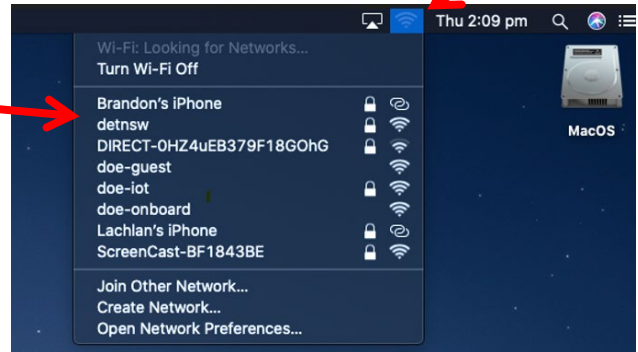 Thu 2:09 pm
Wi-Fi: Looking for Networks...
Turn Wi-Fi Off
Brandon's iPhone
detnsw
DIRECT-0HZ4uEB379F18GOhG
doe-guest
doe-iot
doe-onboard
Lachlan's iPhone
ScreenCast-BF1843BE
Join Other Network...
Create Network...
Open Network Preferences...
MacOS